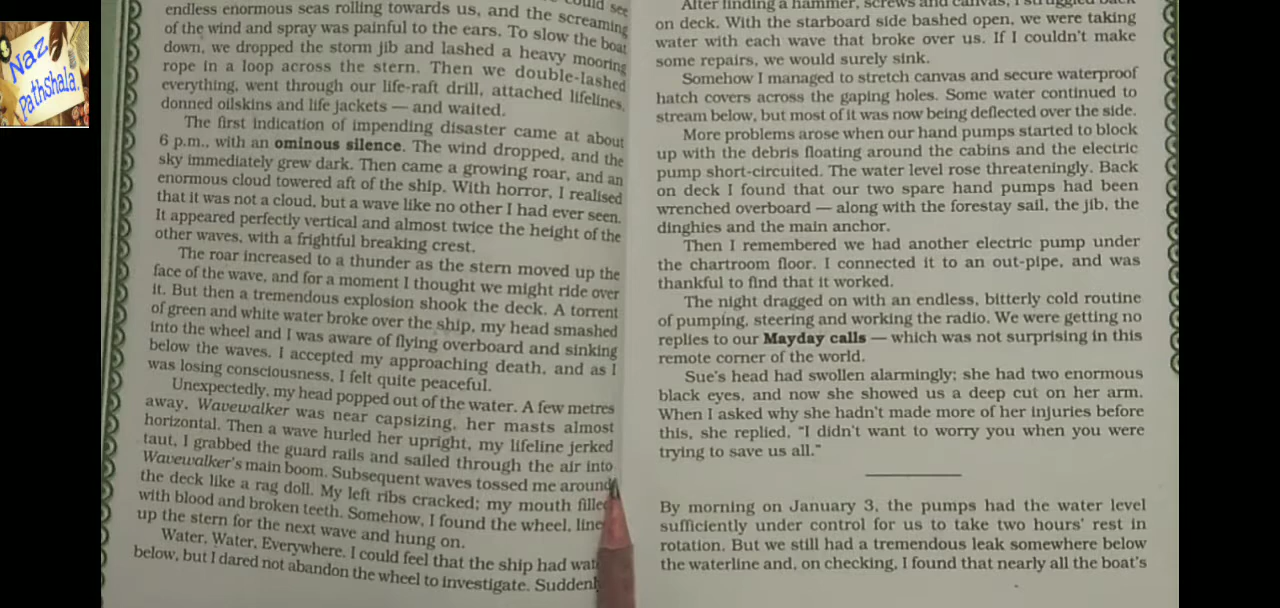 Naz
Pathshala.
could see
endless enormous seas rolling towards us, and the screaming
of the wind and spray was painful to the ears. To slow the boat
down, we dropped the storm jib and lashed a heavy mooring
rope in a loop across the stern. Then we double-lashed
everything, went through our life-raft drill, attached lifelines,
donned oilskins and life jackets — and waited.
The first indication of impending disaster came at about
6 p.m., with an ominous silence. The wind dropped, and the
sky immediately grew dark. Then came a growing roar, and an
enormous cloud towered aft of the ship. With horror, I realised
that it was not a cloud, but a wave like no other I had ever seen.
It appeared perfectly vertical and almost twice the height of the
other waves, with a frightful breaking crest.
The roar increased to a thunder as the stern moved up the
face of the wave, and for a moment I thought we might ride over
it. But then a tremendous explosion shook the deck. A torrent
of green and white water broke over the ship, my head smashed
into the wheel and I was aware of flying overboard and sinking
below the waves. I accepted my approaching death, and as I
was losing consciousness, I felt quite peaceful.
Unexpectedly, my head popped out of the water. A few metres
away, Wavewalker was near capsizing, her masts almost
horizontal. Then a wave hurled her upright, my lifeline jerked
taut, I grabbed the guard rails and sailed through the air into
Wavewalker's main boom. Subsequent waves tossed me around
the deck like a rag doll. My left ribs cracked; my mouth filled
with blood and broken teeth. Somehow, I found the wheel, line
up the stern for the next wave and hung on.
Water, Water, Everywhere. I could feel that the ship had wat
below, but I dared not abandon the wheel to investigate. Suddenl
After finding a hammer, screws and canvas, I struggled back
on deck. With the starboard side bashed open, we were taking
water with each wave that broke over us. If I couldn't make
some repairs, we would surely sink.
Somehow I managed to stretch canvas and secure waterproof
hatch covers across the gaping holes. Some water continued to
stream below, but most of it was now being deflected over the side.
More problems arose when our hand pumps started to block
up with the debris floating around the cabins and the electric
pump short-circuited. The water level rose threateningly. Back
on deck I found that our two spare hand pumps had been
wrenched overboard — along with the forestay sail, the jib, the
dinghies and the main anchor.
Then I remembered we had another electric pump under
the chartroom floor. I connected it to an out-pipe, and was
thankful to find that it worked.
The night dragged on with an endless, bitterly cold routine
of pumping, steering and working the radio. We were getting no
replies to our Mayday calls — which was not surprising in this
remote corner of the world.
Sue's head had swollen alarmingly; she had two enormous
black eyes, and now she showed us a deep cut on her arm.
When I asked why she hadn't made more of her injuries before
this, she replied, "I didn't want to worry you when you were
trying to save us all."
By morning on January 3, the pumps had the water level
sufficiently under control for us to take two hours' rest in
rotation. But we still had a tremendous leak somewhere below
the waterline and, on checking, I found that nearly all the boat's